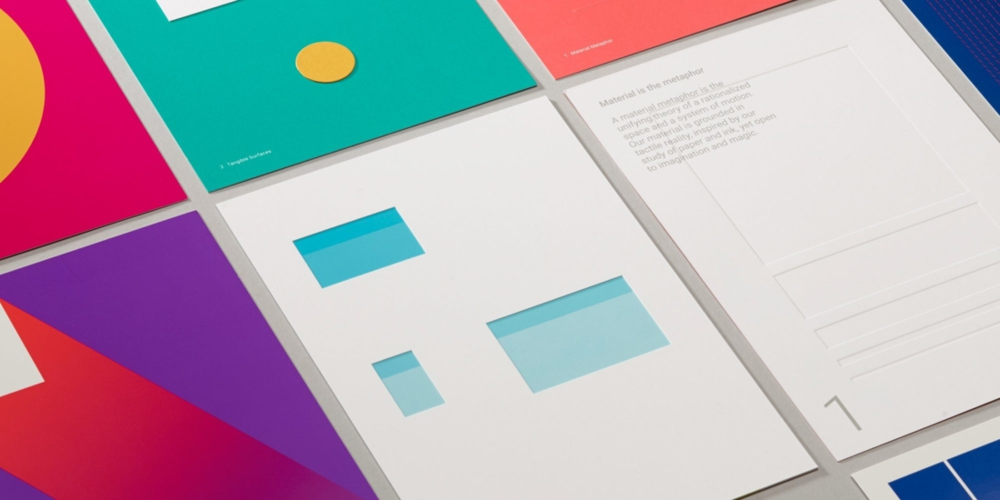 1 Material Metaphor
2 Tangible Surfaces
Material is the metaphor
A material metaphor is the
unifying theory of a rationalized
space and a system of motion.
Our material is grounded in
tactile reality, inspired by our
study of paper and ink, yet open
to imagination and magic.
1